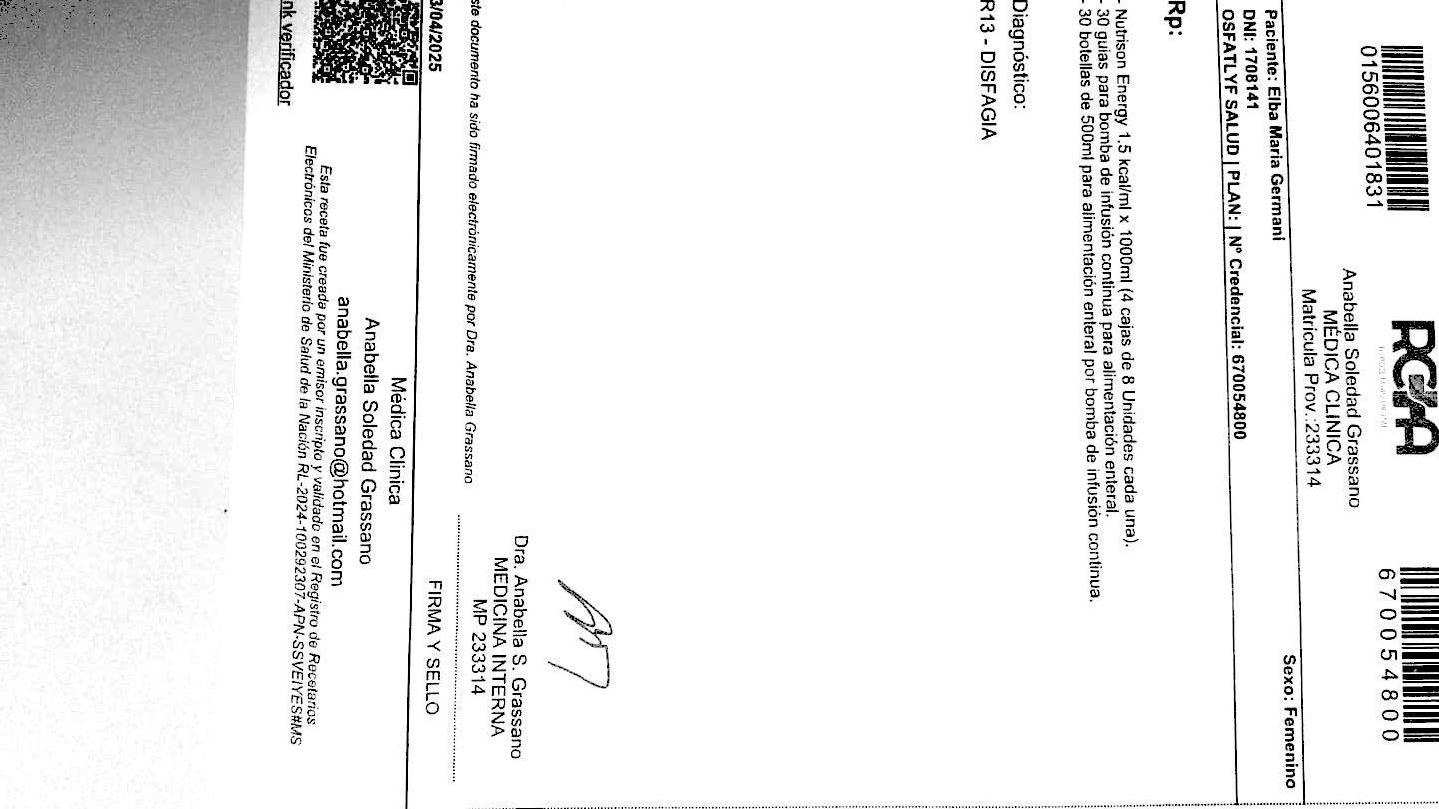 RCTA
015600640183​1
670054800
Anabella Soledad Grassano
MÉDICA CLINICA
Matrícula Prov.:233314
Paciente: Elba Maria Germani
Sexo: Femenino
DNI: 1708141
OSFATLYF SALUD | PLAN: | Nº Credencial: 670054800
Rp:
- Nutrison Energy 1.5 kcal/ml x 1000ml (4 cajas de 8 Unidades cada una).
- 30 guias para bomba de infusión continua para alimentación enteral.
- 30 botellas de 500ml para alimentación enteral por bomba de infusión continua.
Diagnóstico:
R13 - DISFAGIA
Dra. Anabella S. Grassano
MEDICINA INTERNA
MP 233314
ste documento ha sido firmado electrónicamente por Dra. Anabella Grassano
3/04/2025
FIRMA Y SELLO
Médica Clinica
Anabella Soledad Grassano
anabella.grassano@hotmail.com
Esta receta fue creada por un emisor inscripto y validado en el Registro de Recetarios
Electrónicos del Ministerio de Salud de la Nación RL-2024-100292307-APN-SSVEIYES#MS
nk verificador